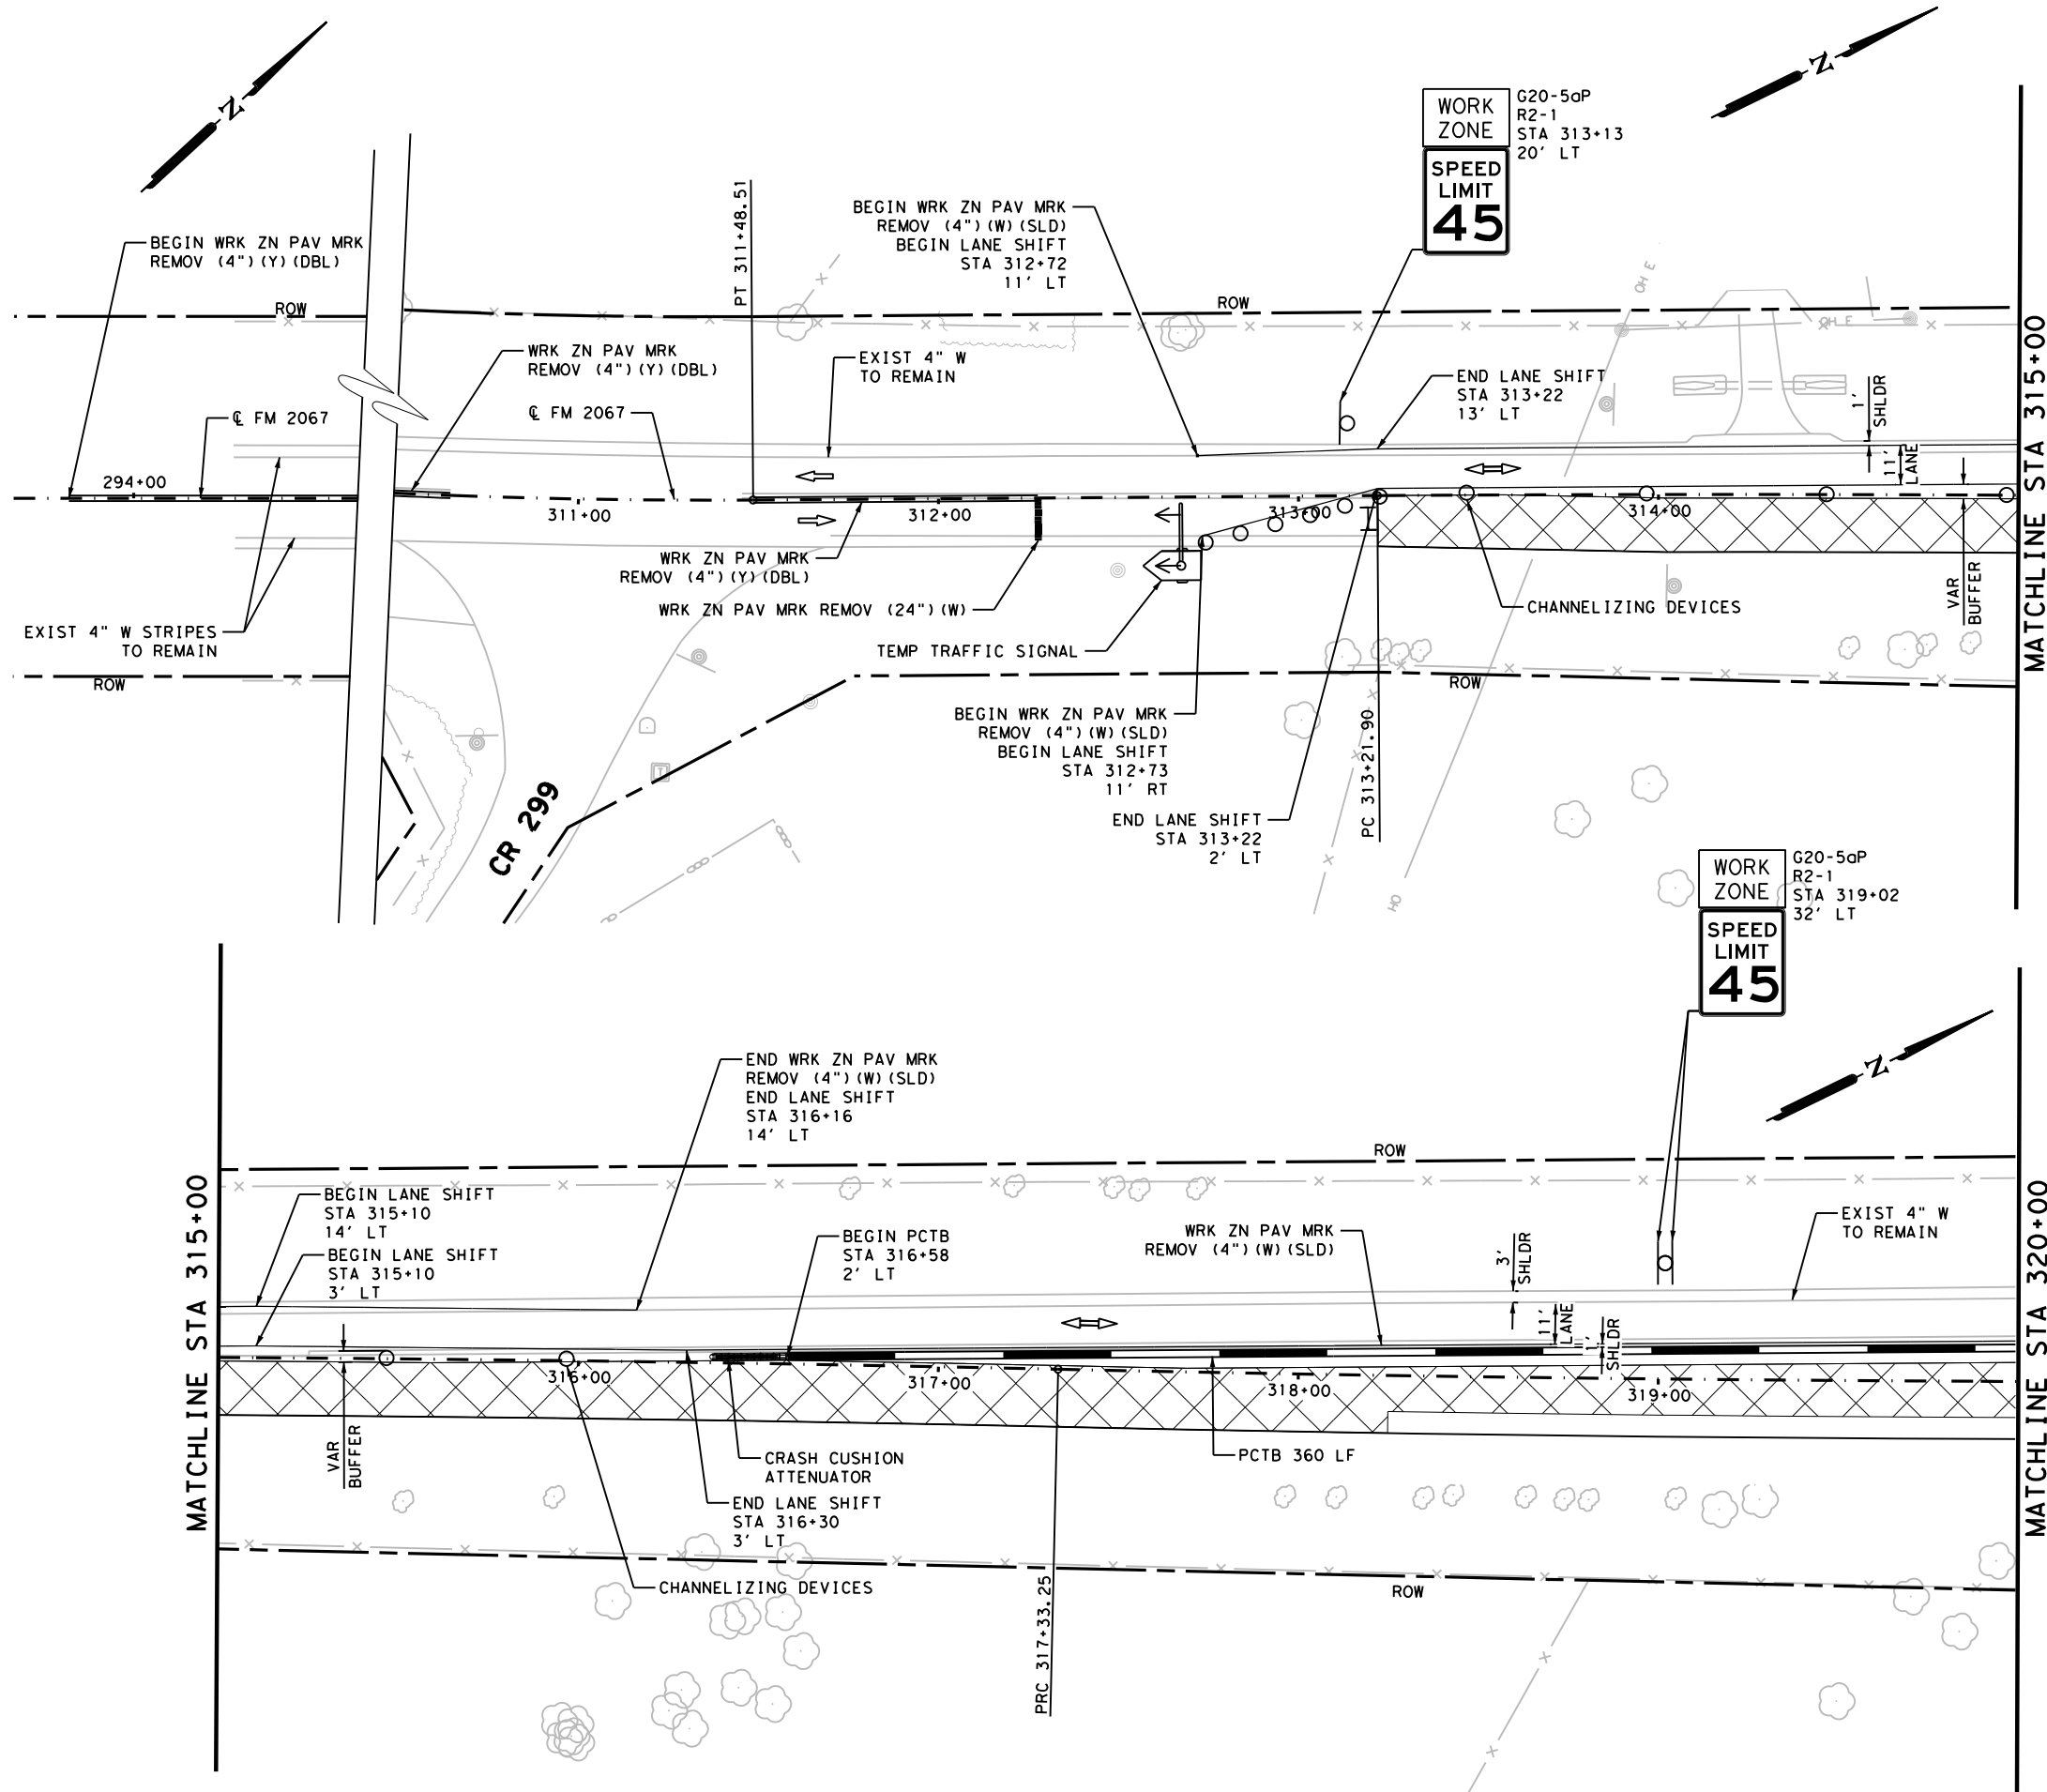 N
N
WORK
ZONE
SPEED
LIMIT
45
G20-5aP
R2-1
STA 313+13
20' LT
BEGIN WRK ZN PAV MRK
REMOV (4") (Y) (DBL)
PT 311+48.51
BEGIN WRK ZN PAV MRK
REMOV (4") (W) (SLD)
BEGIN LANE SHIFT
STA 312+72
11' LT
OH E
ROW
ROW
OH E
WRK ZN PAV MRK
REMOV (4") (Y) (DBL)
EXIST 4" W
TO REMAIN
END LANE SHIFT
STA 313+22
13' LT
1'
SHLDR
℄ FM 2067
℄ FM 2067
11'
LANE
294+00
311+00
312+00
313+00
314+00
MATCHLINE STA 315+00
WRK ZN PAV MRK
REMOV (4") (Y) (DBL)
WRK ZN PAV MRK REMOV (24") (W)
CHANNELIZING DEVICES
VAR
BUFFER
EXIST 4" W STRIPES
TO REMAIN
TEMP TRAFFIC SIGNAL
ROW
ROW
BEGIN WRK ZN PAV MRK
REMOV (4") (W) (SLD)
BEGIN LANE SHIFT
STA 312+73
11' RT
PC 313+21.90
T
CR 299
END LANE SHIFT
STA 313+22
2' LT
OH
WORK
ZONE
SPEED
LIMIT
45
G20-5aP
R2-1
STA 319+02
32' LT
N
END WRK ZN PAV MRK
REMOV (4") (W) (SLD)
END LANE SHIFT
STA 316+16
14' LT
ROW
MATCHLINE STA 315+00
BEGIN LANE SHIFT
STA 315+10
14' LT
BEGIN LANE SHIFT
STA 315+10
3' LT
BEGIN PCTB
STA 316+58
2' LT
WRK ZN PAV MRK
REMOV (4") (W) (SLD)
3'
SHLDR
EXIST 4" W
TO REMAIN
11'
LANE
1'
SHLDR
316+00
317+00
318+00
319+00
MATCHLINE STA 320+00
VAR
BUFFER
CRASH CUSHION
ATTENUATOR
PCTB 360 LF
END LANE SHIFT
STA 316+30
3' LT
CHANNELIZING DEVICES
PRC 317+33.25
ROW